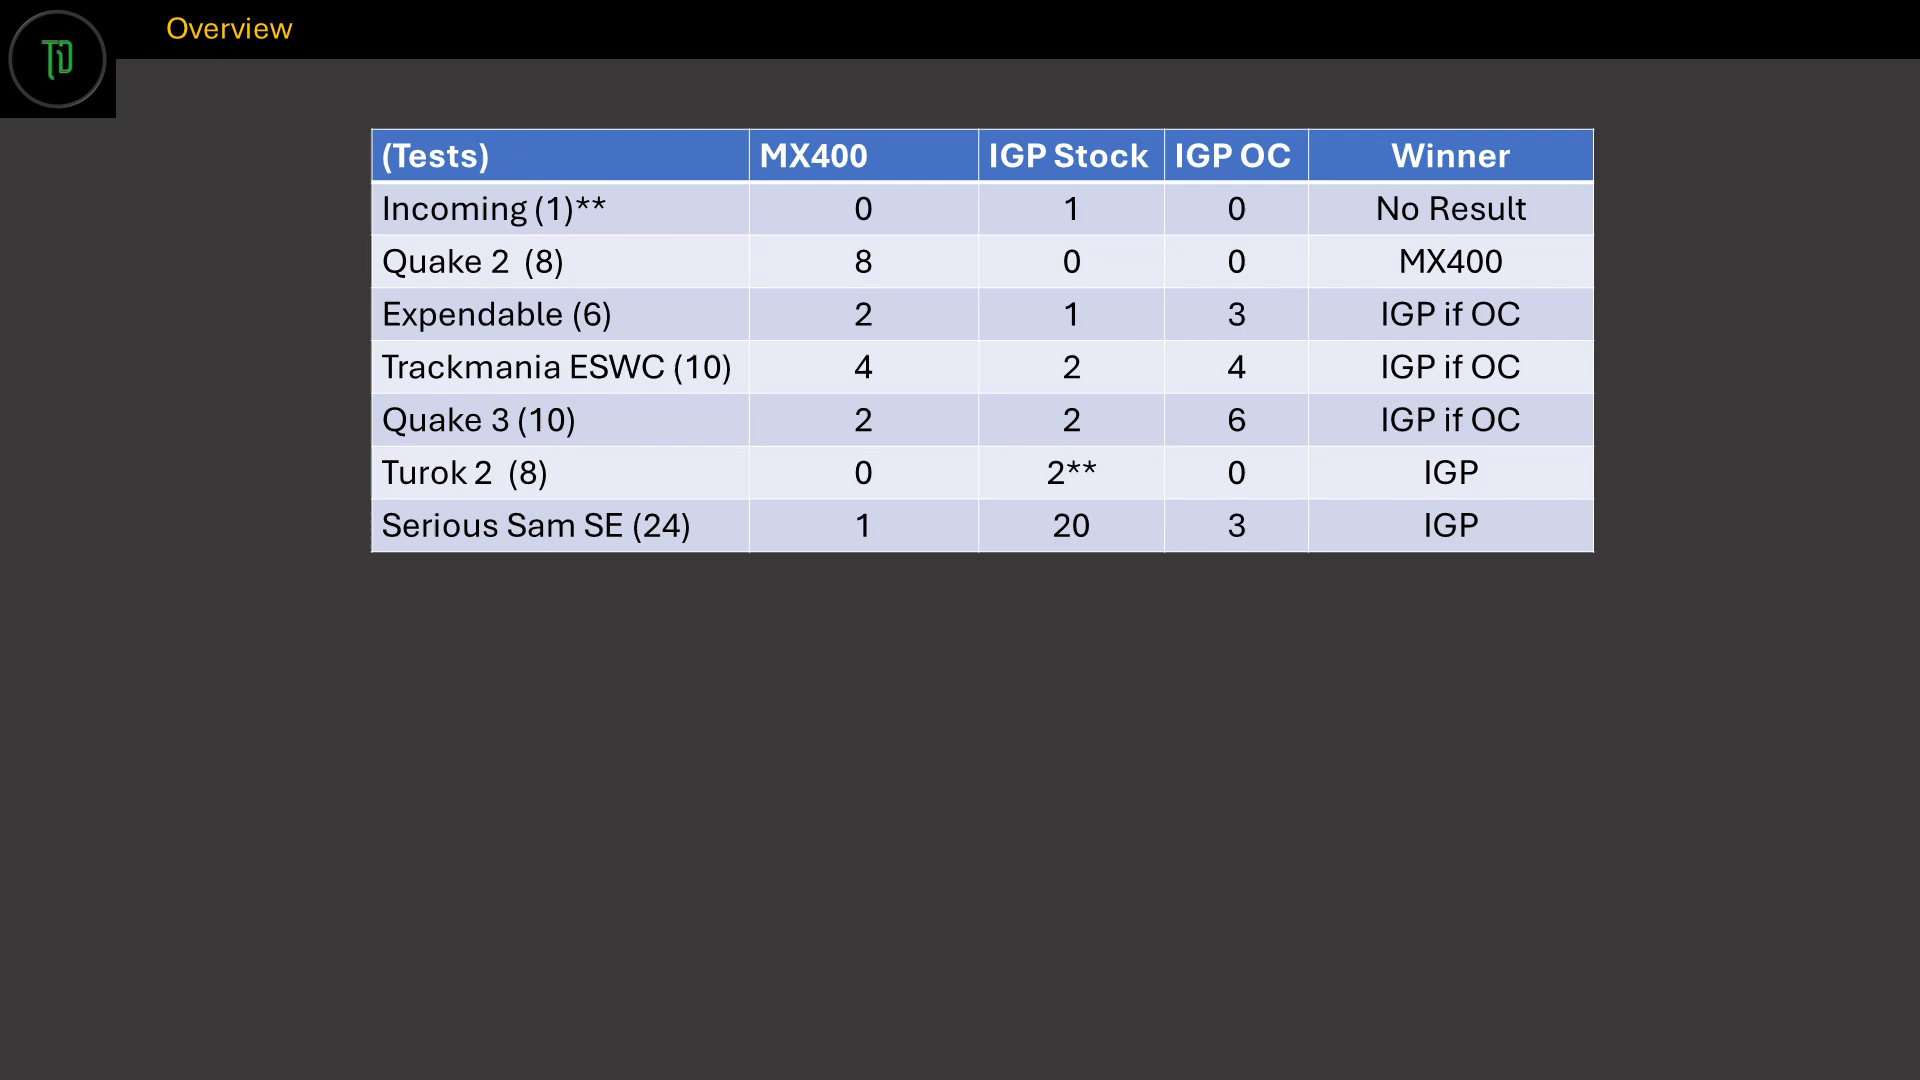 Overview
TD
(Tests) MX400 IGP Stock IGP OC Winner
Incoming (1)** 0 1 0 No Result
Quake 2 (8) 8 0 0 MX400
Expendable (6) 2 1 3 IGP if OC
Trackmania ESWC (10) 4 2 4 IGP if OC
Quake 3 (10) 2 2 6 IGP if OC
Turok 2 (8) 0 2** 0 IGP
Serious Sam SE (24) 1 20 3 IGP